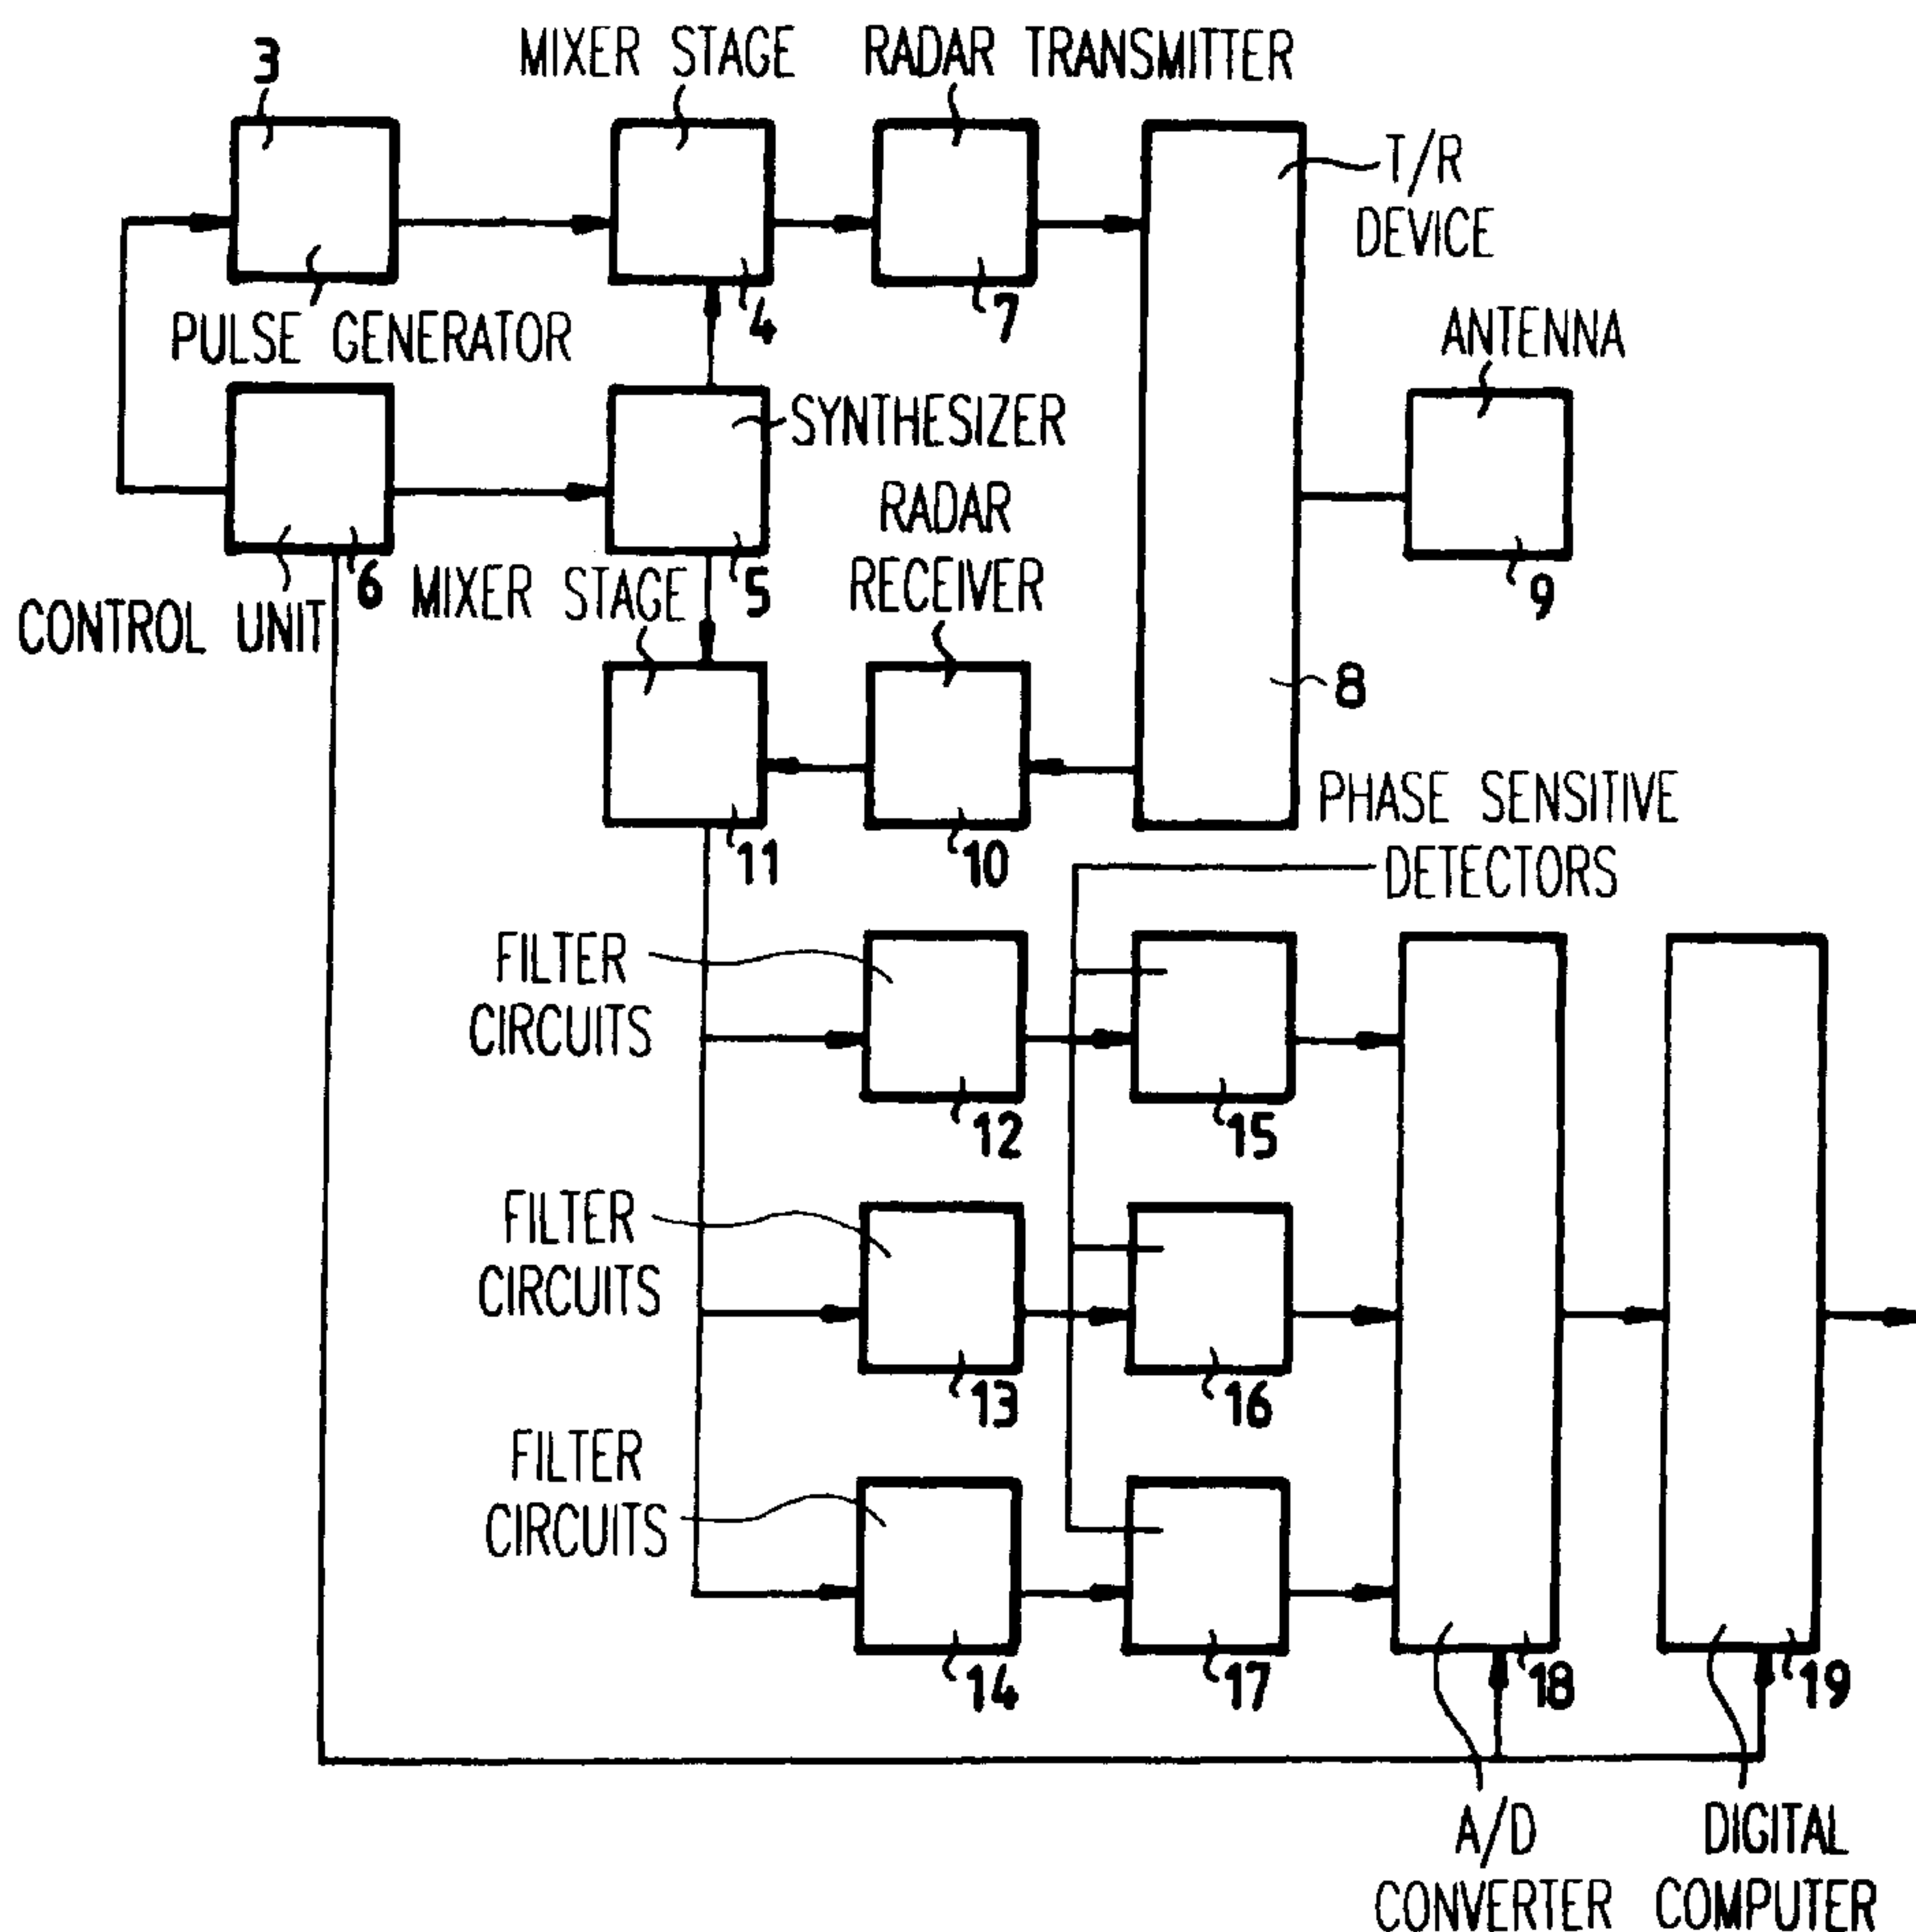 3
MIXER STAGE
RADAR TRANSMITTER
T/R
DEVICE
PULSE GENERATOR
4
7
ANTENNA
SYNTHESIZER
RADAR
RECEIVER
CONTROL UNIT
6
MIXER STAGE
5
9
8
11
10
PHASE SENSITIVE
DETECTORS
FILTER
CIRCUITS
12
15
FILTER
CIRCUITS
13
16
FILTER
CIRCUITS
14
17
18
19
A/D
CONVERTER
DIGITAL
COMPUTER